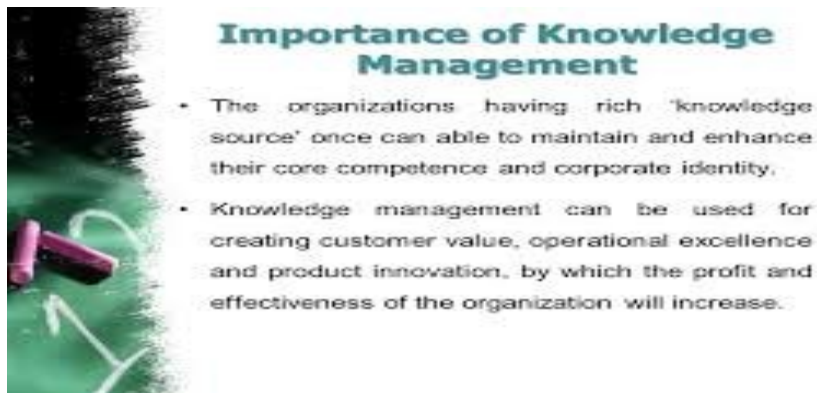 Importance of Knowledge
Management
• The organizations having rich 'knowledge
source' once can able to maintain and enhance
their core competence and corporate identity.
• Knowledge management can be used for
creating customer value, operational excellence
and product innovation, by which the profit and
effectiveness of the organization will increase.